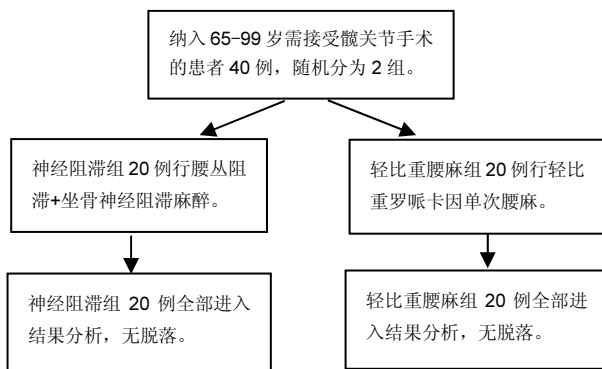 纳入 65-99 岁需接受髋关节手术
的患者 40 例，随机分为 2 组。
神经阻滞组 20 例行腰丛阻
滞+坐骨神经阻滞麻醉。
轻比重腰麻组 20 例行轻比
重罗哌卡因单次腰麻。
神经阻滞组 20 例全部进入
结果分析，无脱落。
轻比重腰麻组 20 例全部进
入结果分析，无脱落。